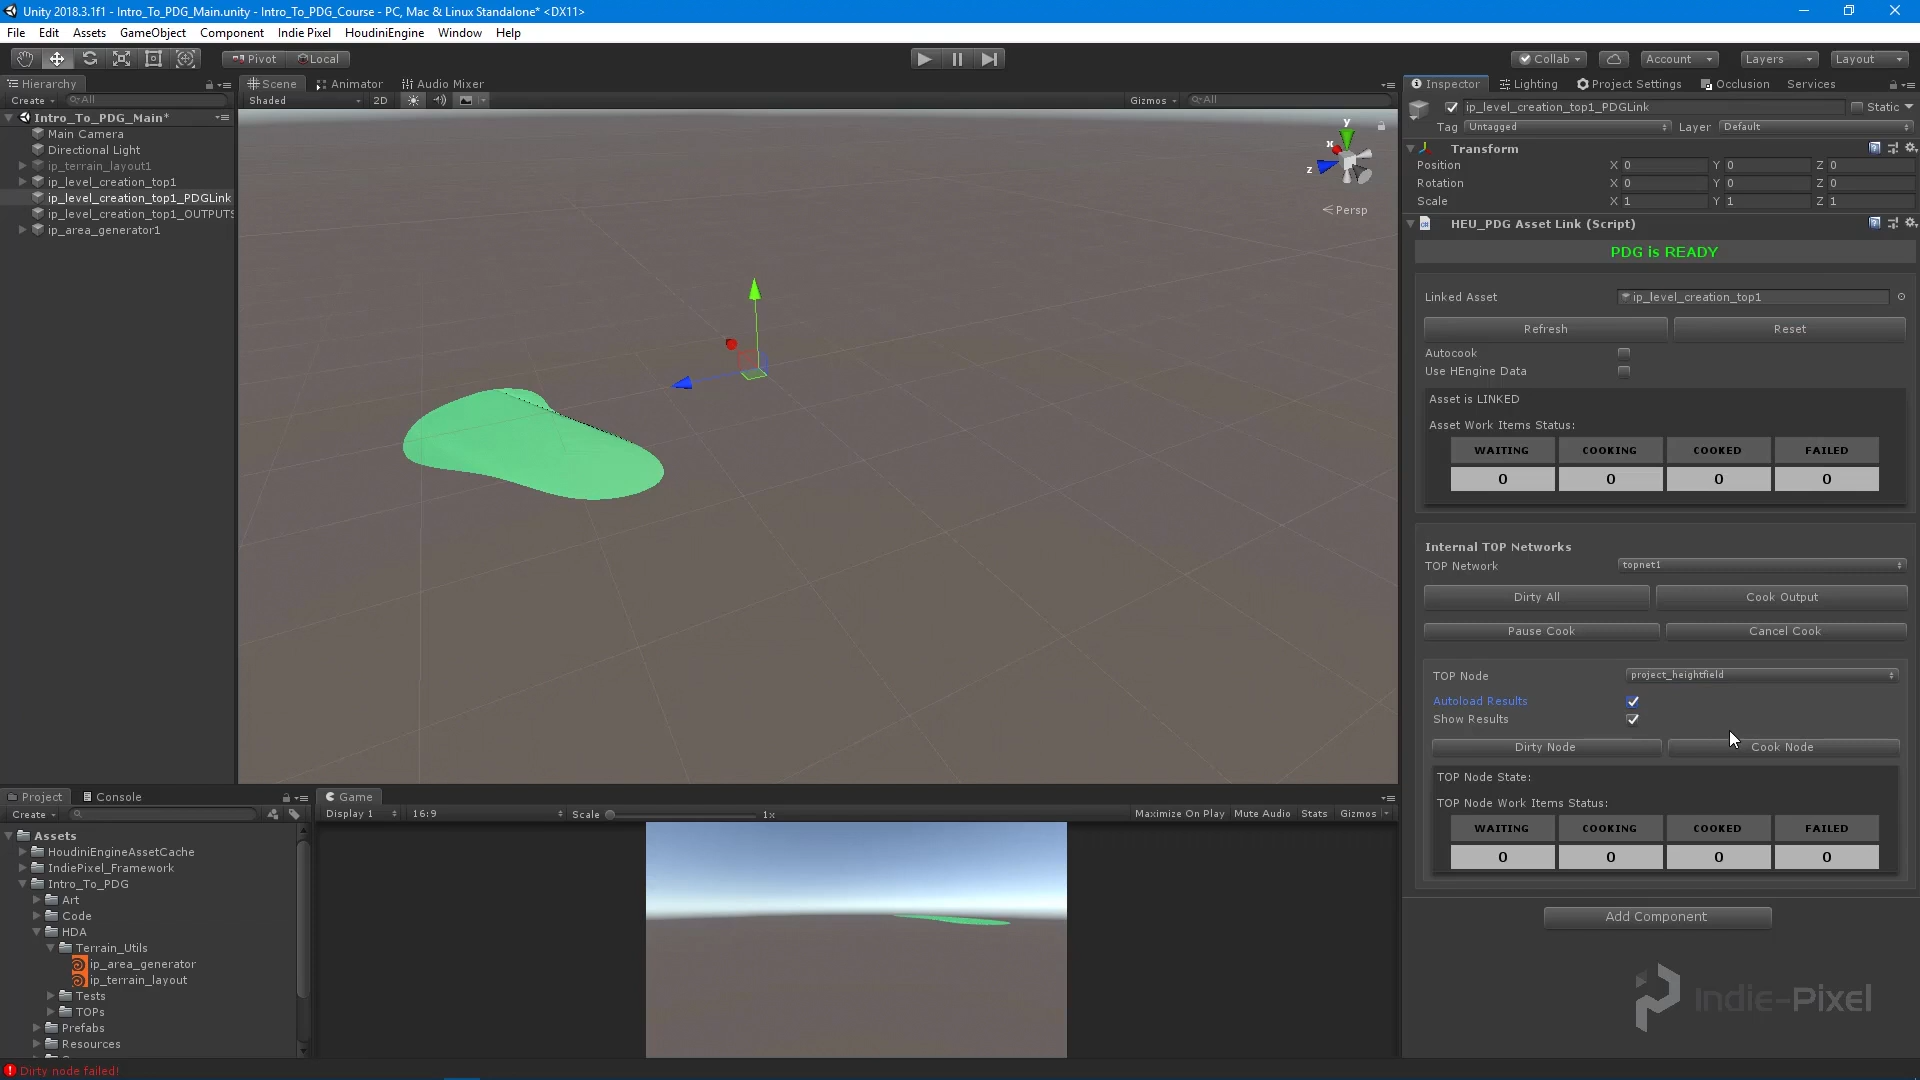 Unity 2018.3.1f1 - Intro_To_PDG_Main.unity - Intro_To_PDG_Course - PC, Mac & Linux Standalone* <DX11>
File Edit Assets GameObject Component Indie Pixel HoudiniEngine Window Help
Pivot Local Collab Account Layers Layout
Hierarchy
Create All
Intro_To_PDG_Main*
Main Camera
Directional Light
ip_terrain_layout1
ip_level_creation_top1
ip_level_creation_top1_PDGLink
ip_level_creation_top1_OUTPUTS
ip_area_generator1
Scene Animator Audio Mixer
Shaded 2D Gizmos All
y
x
z
Persp
Inspector Lighting Project Settings Occlusion Services
ip_level_creation_top1_PDGLink Static
Tag Untagged Layer Default
Transform
Position X 0 Y 0 Z 0
Rotation X 0 Y 0 Z 0
Scale X 1 Y 1 Z 1
HEU_PDG Asset Link (Script)
PDG is READY
Linked Asset ip_level_creation_top1
Refresh Reset
Autocook
Use HEngine Data
Asset is LINKED
Asset Work Items Status:
WAITING COOKING COOKED FAILED
0 0 0 0
Internal TOP Networks
TOP Network topnet1
Dirty All Cook Output
Pause Cook Cancel Cook
TOP Node project_heightfield
Autoload Results
Show Results
Dirty Node Cook Node
TOP Node State:
TOP Node Work Items Status:
WAITING COOKING COOKED FAILED
0 0 0 0
Add Component
Indie-Pixel
Project Console
Create
Assets
HoudiniEngineAssetCache
IndiePixel_Framework
Intro_To_PDG
Art
Code
HDA
Terrain_Utils
ip_area_generator
ip_terrain_layout
Tests
TOPs
Prefabs
Resources
Game
Display 1 16:9 Scale 1x Maximize On Play Mute Audio Stats Gizmos
Dirty node failed!